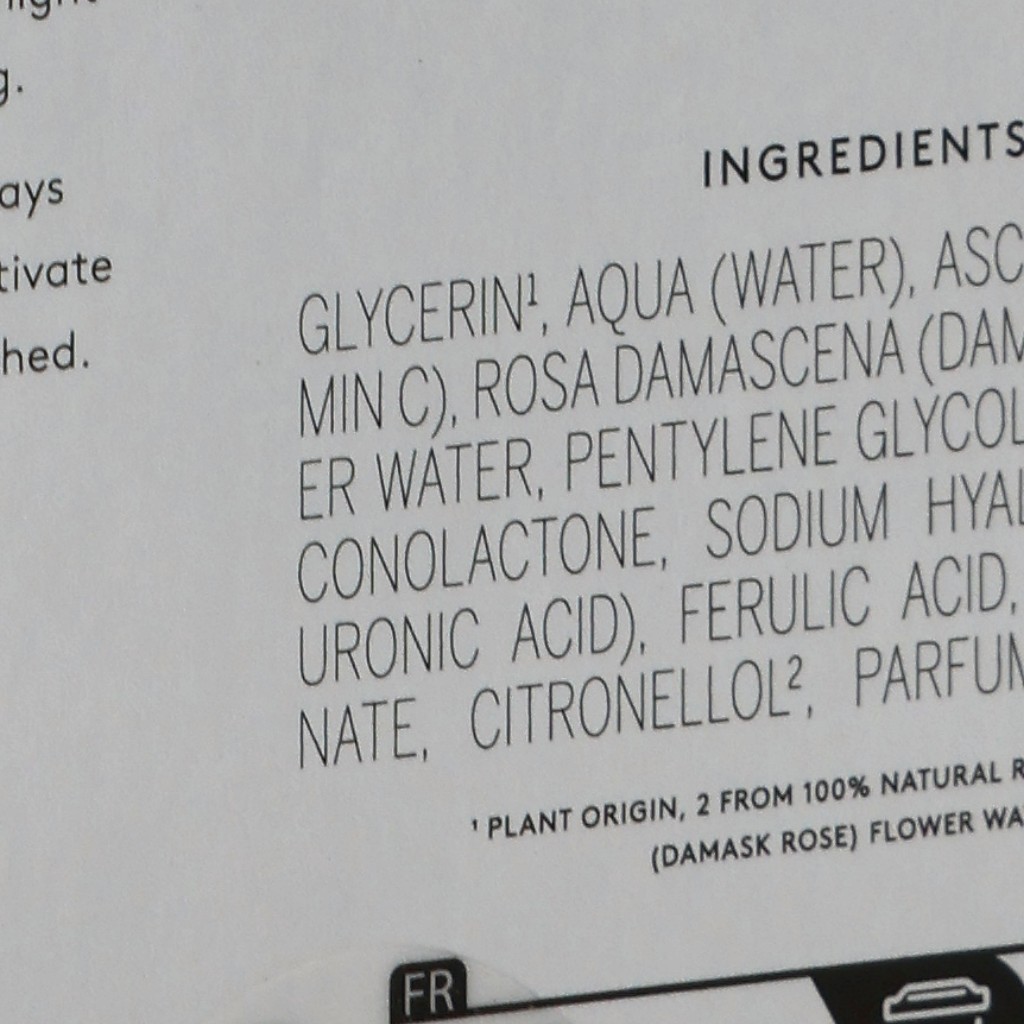 g.
ays
tivate
hed.
INGREDIENTS
GLYCERIN¹, AQUA (WATER), ASC
MIN C), ROSA DAMASCENA (DAM
ER WATER, PENTYLENE GLYCOL
CONOLACTONE, SODIUM HYAL
URONIC ACID), FERULIC ACID,
NATE, CITRONELLOL², PARFUM
¹ PLANT ORIGIN, 2 FROM 100% NATURAL R
(DAMASK ROSE) FLOWER WA
FR